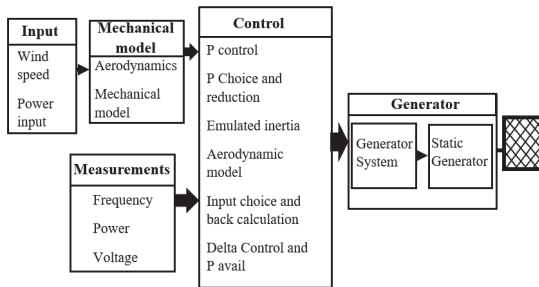 Input
Wind
speed
Power
input
Mechanical
model
Aerodynamics
Mechanical
model
Measurements
Frequency
Power
Voltage
Control
P control
P Choice and
reduction
Emulated inertia
Aerodynamic
model
Input choice and
back calculation
Delta Control and
P avail
Generator
Generator
System
Static
Generator